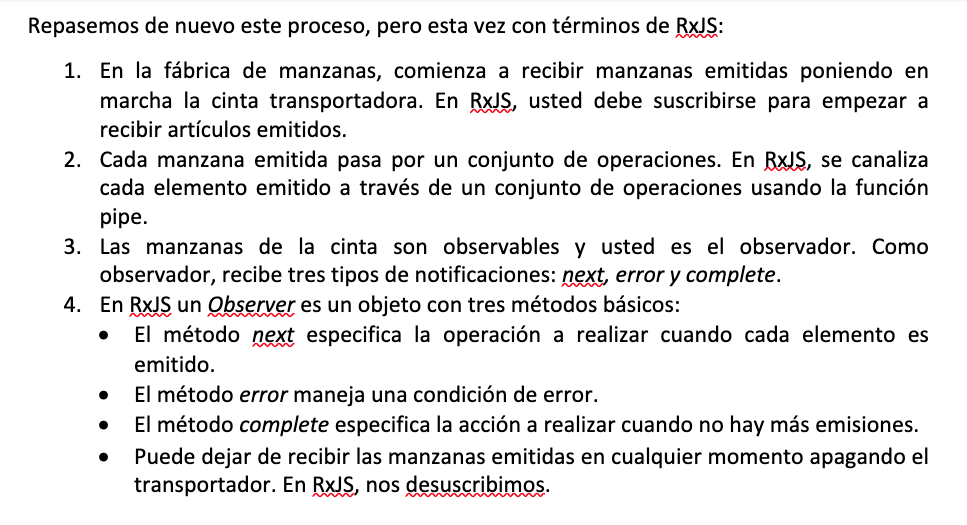 Repasemos de nuevo este proceso, pero esta vez con términos de RxJS:
1. En la fábrica de manzanas, comienza a recibir manzanas emitidas poniendo en
marcha la cinta transportadora. En RxJS, usted debe suscribirse para empezar a
recibir artículos emitidos.
2. Cada manzana emitida pasa por un conjunto de operaciones. En RxJS, se canaliza
cada elemento emitido a través de un conjunto de operaciones usando la función
pipe.
3. Las manzanas de la cinta son observables y usted es el observador. Como
observador, recibe tres tipos de notificaciones: next, error y complete.
4. En RxJS un Observer es un objeto con tres métodos básicos:
• El método next especifica la operación a realizar cuando cada elemento es
emitido.
• El método error maneja una condición de error.
• El método complete especifica la acción a realizar cuando no hay más emisiones.
• Puede dejar de recibir las manzanas emitidas en cualquier momento apagando el
transportador. En RxJS, nos desuscribimos.